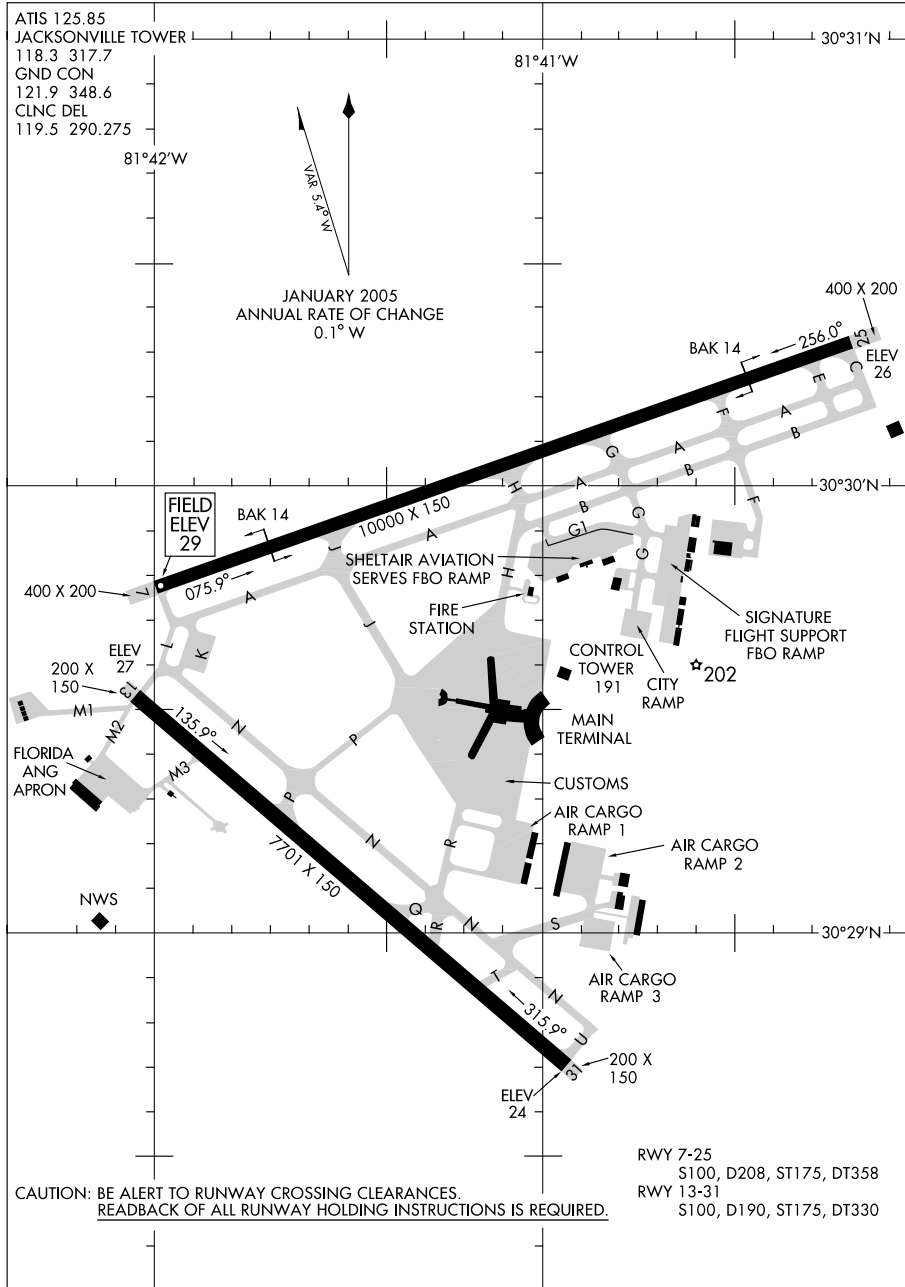 ATIS 125.85
JACKSONVILLE TOWER
118.3 317.7
GND CON
121.9 348.6
CLNC DEL
119.5 290.275
30°31'N
81°41'W
81°42'W
VAR 5.4° W
JANUARY 2005
ANNUAL RATE OF CHANGE
0.1° W
400 X 200
BAK 14
256.0°
25
ELEV
26
C
E
F
A
A
B
B
F
G
A
B
H
30°30'N
FIELD
ELEV
29
BAK 14
10000 X 150
J
A
G
G1
G
075.9°
SHELTAIR AVIATION
SERVES FBO RAMP
H
400 X 200
7
A
FIRE
STATION
J
SIGNATURE
FLIGHT SUPPORT
FBO RAMP
L
K
ELEV
27
200 X
150
13
CONTROL
TOWER
191
CITY
RAMP
202
M1
M2
135.9°
N
P
MAIN
TERMINAL
FLORIDA
ANG
APRON
M3
P
CUSTOMS
AIR CARGO
RAMP 1
N
R
AIR CARGO
RAMP 2
7701 X 150
NWS
Q
R
N
S
30°29'N
T
AIR CARGO
RAMP 3
N
315.9°
U
31
200 X
150
ELEV
24
RWY 7-25
S100, D208, ST175, DT358
RWY 13-31
S100, D190, ST175, DT330
CAUTION: BE ALERT TO RUNWAY CROSSING CLEARANCES.
READBACK OF ALL RUNWAY HOLDING INSTRUCTIONS IS REQUIRED.